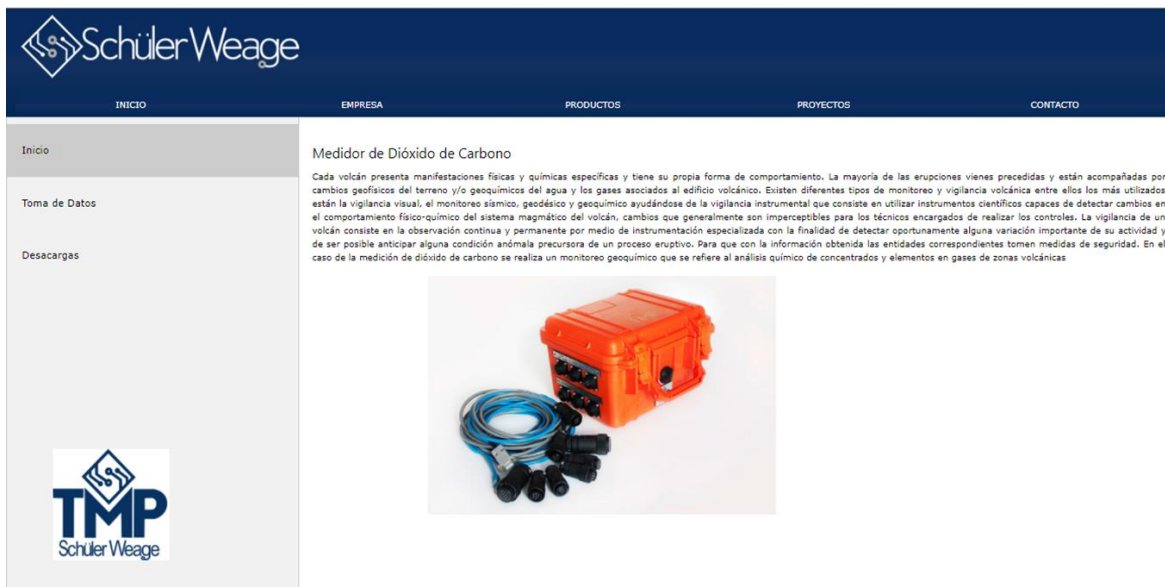 Schüler Weage
INICIO EMPRESA PRODUCTOS PROYECTOS CONTACTO
Inicio
Toma de Datos
Desacargas
Medidor de Dióxido de Carbono
Cada volcán presenta manifestaciones físicas y químicas específicas y tiene su propia forma de comportamiento. La mayoría de las erupciones vienes precedidas y están acompañadas por
cambios geofísicos del terreno y/o geoquímicos del agua y los gases asociados al edificio volcánico. Existen diferentes tipos de monitoreo y vigilancia volcánica entre ellos los más utilizados
están la vigilancia visual, el monitoreo sísmico, geodésico y geoquímico ayudándose de la vigilancia instrumental que consiste en utilizar instrumentos científicos capaces de detectar cambios en
el comportamiento físico-químico del sistema magmático del volcán, cambios que generalmente son imperceptibles para los técnicos encargados de realizar los controles. La vigilancia de un
volcán consiste en la observación continua y permanente por medio de instrumentación especializada con la finalidad de detectar oportunamente alguna variación importante de su actividad y
de ser posible anticipar alguna condición anómala precursora de un proceso eruptivo. Para que con la información obtenida las entidades correspondientes tomen medidas de seguridad. En el
caso de la medición de dióxido de carbono se realiza un monitoreo geoquímico que se refiere al análisis químico de concentrados y elementos en gases de zonas volcánicas
TMP
Schüler Weage